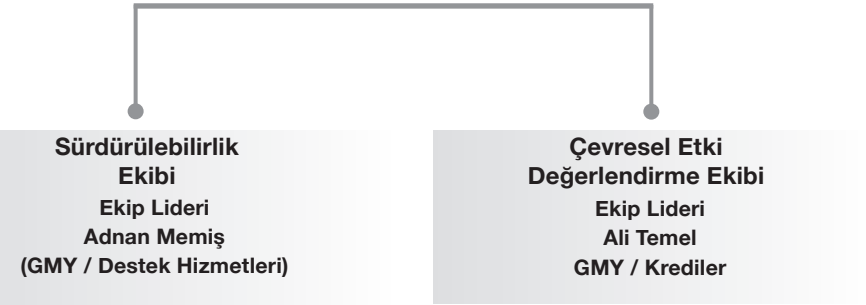 Sürdürülebilirlik
Ekibi
Ekip Lideri
Adnan Memiş
(GMY / Destek Hizmetleri)
Çevresel Etki
Değerlendirme Ekibi
Ekip Lideri
Ali Temel
GMY / Krediler